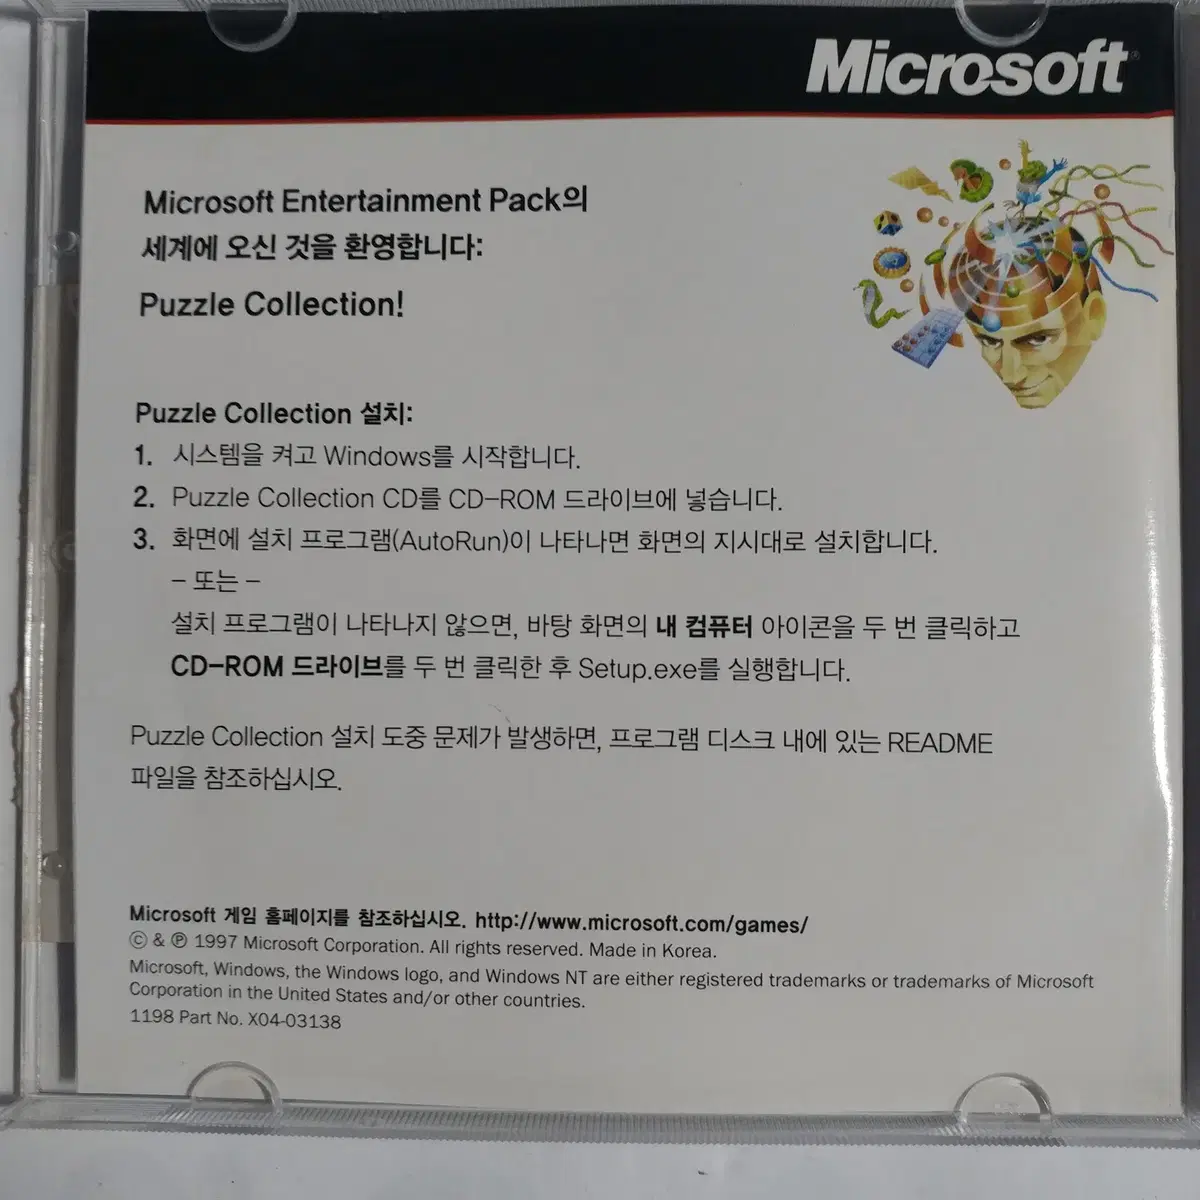 Microsoft
Microsoft Entertainment Pack의
세계에 오신 것을 환영합니다:
Puzzle Collection!
Puzzle Collection 설치:
1. 시스템을 켜고 Windows를 시작합니다.
2. Puzzle Collection CD를 CD-ROM 드라이브에 넣습니다.
3. 화면에 설치 프로그램(AutoRun)이 나타나면 화면의 지시대로 설치합니다.
– 또는 –
설치 프로그램이 나타나지 않으면, 바탕 화면의 내 컴퓨터 아이콘을 두 번 클릭하고
CD-ROM 드라이브를 두 번 클릭한 후 Setup.exe를 실행합니다.
Puzzle Collection 설치 도중 문제가 발생하면, 프로그램 디스크 내에 있는 README
파일을 참조하십시오.
Microsoft 게임 홈페이지를 참조하십시오. http://www.microsoft.com/games/
© & ℗ 1997 Microsoft Corporation. All rights reserved. Made in Korea.
Microsoft, Windows, the Windows logo, and Windows NT are either registered trademarks or trademarks of Microsoft
Corporation in the United States and/or other countries.
1198 Part No. X04-03138